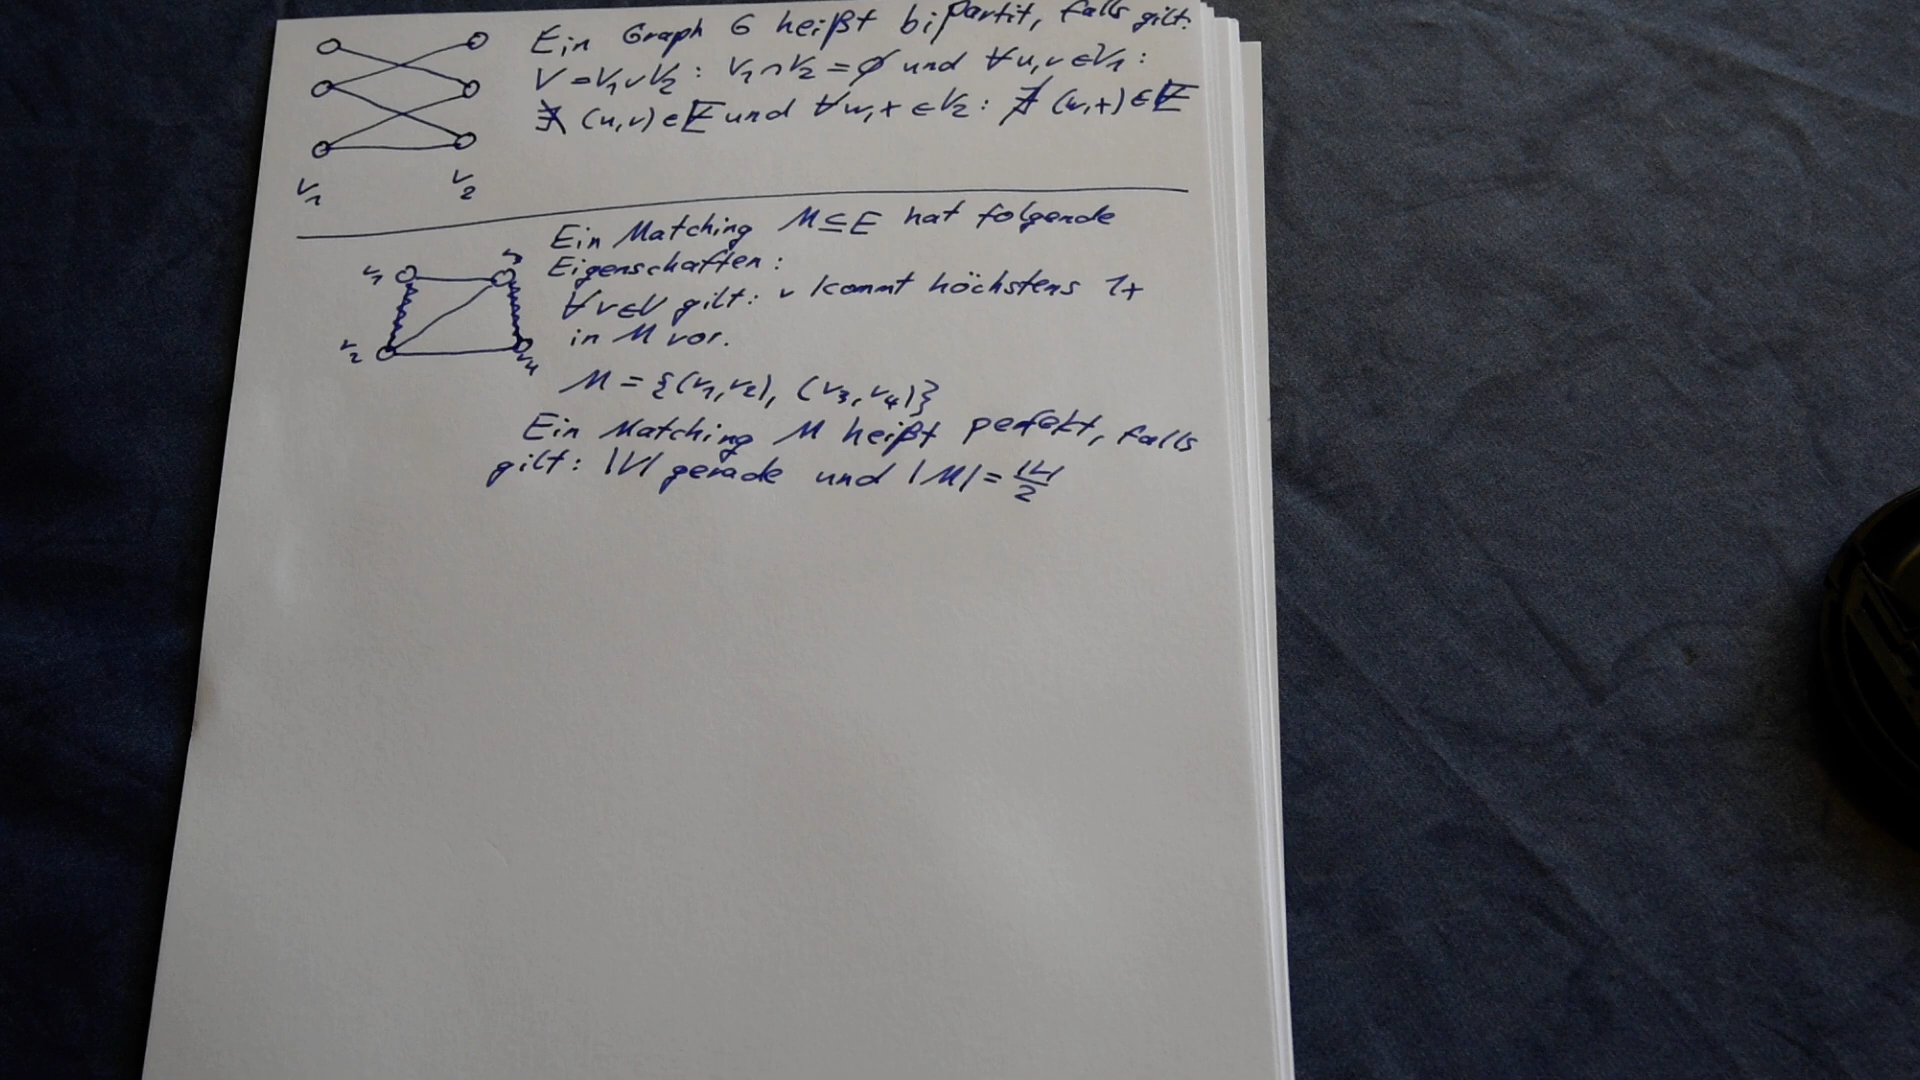 Ein Graph G heißt bipartit, falls gilt:
V = V₁ ∪ V₂ : V₁ ∩ V₂ = ∅ und ∀u,v ∈ V₁ :
∄ (u,v) ∈ E und ∀w,t ∈ V₂ : ∄ (w,t) ∈ E
V₁ V₂
Ein Matching M ⊆ E hat folgende
Eigenschaften :
∀v ∈ V gilt : v kommt höchstens 1x
in M vor.
v₁ v₃
v₂ v₄
M = {(v₁,v₂), (v₃,v₄)}
Ein Matching M heißt perfekt, falls
gilt : |V| gerade und |M| = |V|/2